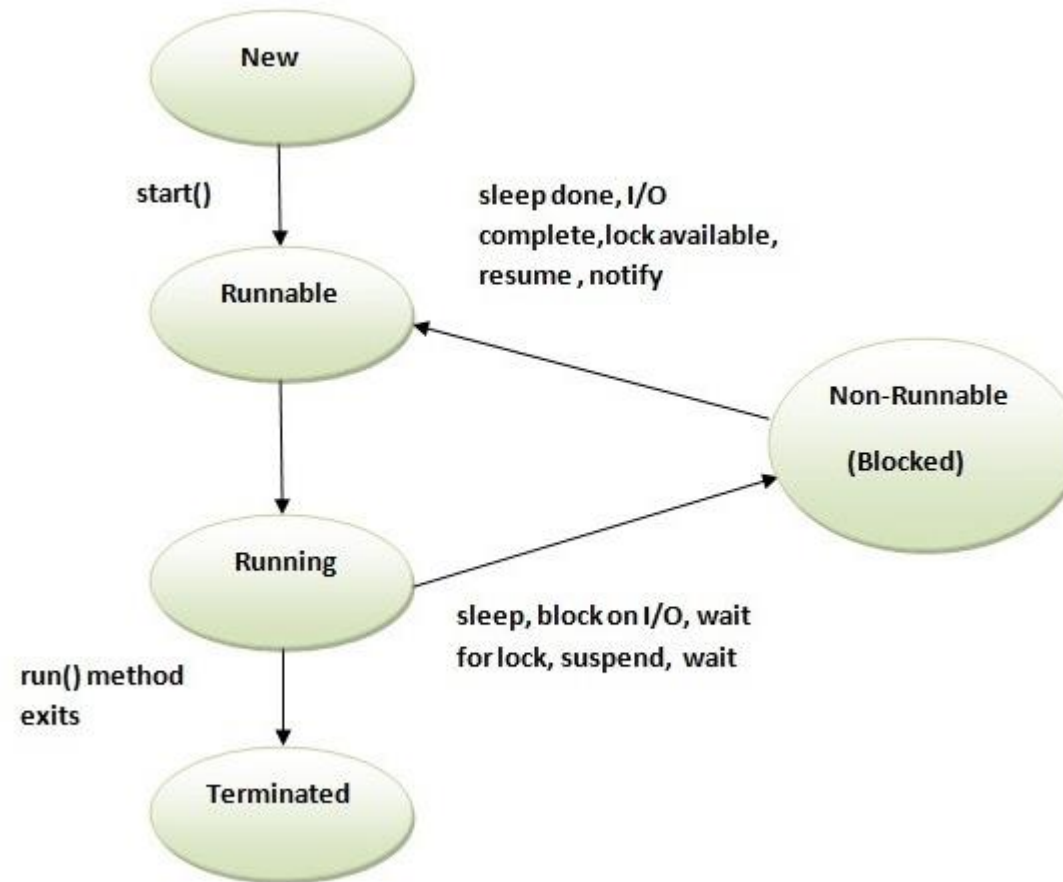 New
start()
sleep done, I/O
complete,lock available,
resume , notify
Runnable
Non-Runnable
(Blocked)
Running
sleep, block on I/O, wait
for lock, suspend, wait
run() method
exits
Terminated